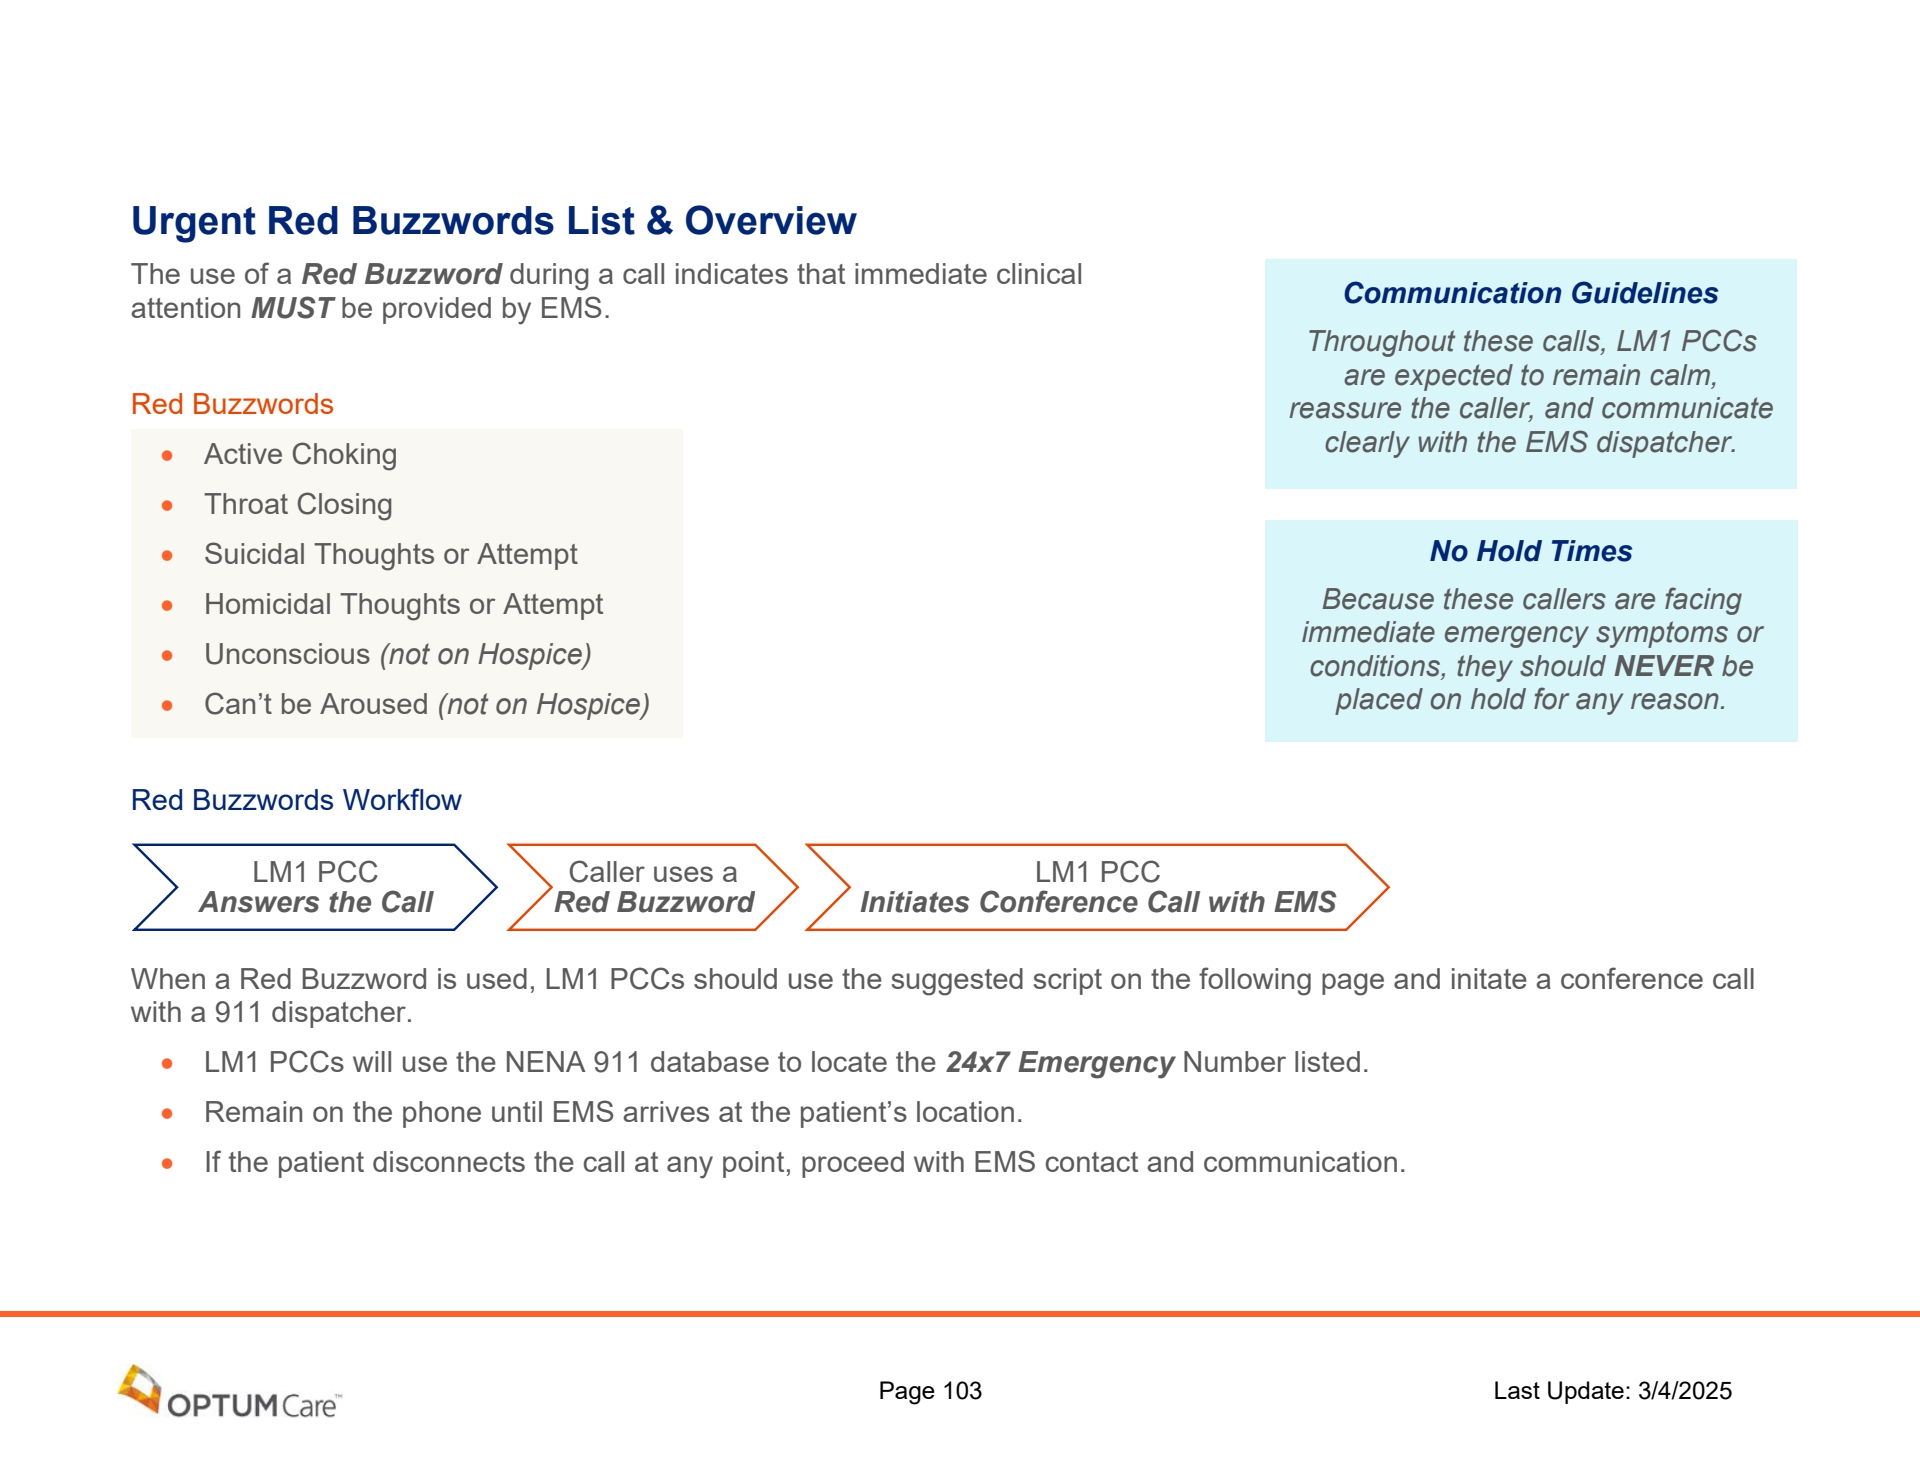 Urgent Red Buzzwords List & Overview
The use of a Red Buzzword during a call indicates that immediate clinical
attention MUST be provided by EMS.
Red Buzzwords
• Active Choking
• Throat Closing
• Suicidal Thoughts or Attempt
• Homicidal Thoughts or Attempt
• Unconscious (not on Hospice)
• Can’t be Aroused (not on Hospice)
Communication Guidelines
Throughout these calls, LM1 PCCs
are expected to remain calm,
reassure the caller, and communicate
clearly with the EMS dispatcher.
No Hold Times
Because these callers are facing
immediate emergency symptoms or
conditions, they should NEVER be
placed on hold for any reason.
Red Buzzwords Workflow
LM1 PCC
Answers the Call
Caller uses a
Red Buzzword
LM1 PCC
Initiates Conference Call with EMS
When a Red Buzzword is used, LM1 PCCs should use the suggested script on the following page and initate a conference call
with a 911 dispatcher.
• LM1 PCCs will use the NENA 911 database to locate the 24x7 Emergency Number listed.
• Remain on the phone until EMS arrives at the patient’s location.
• If the patient disconnects the call at any point, proceed with EMS contact and communication.
OPTUM Care™
Page 103
Last Update: 3/4/2025